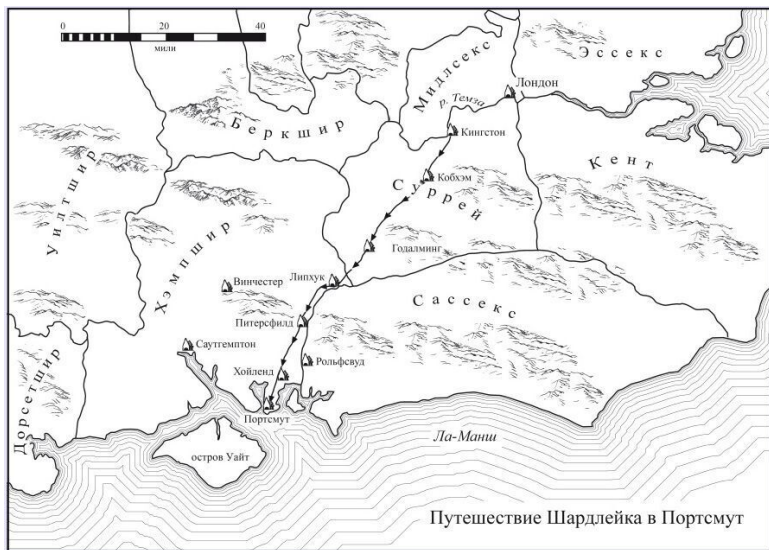 0 20 40
мили
Эссекс
Мидлсекс
Лондон
р. Темза
Беркшир
Кингстон
Кент
Кобхэм
Суррей
Уилтшир
Хэмпшир
Годалминг
Липхук
Винчестер
Сассекс
Питерсфилд
Саутгемптон
Рольфсвуд
Хойленд
Дорсетшир
Портсмут
Ла-Манш
остров Уайт
Путешествие Шардлейка в Портсмут